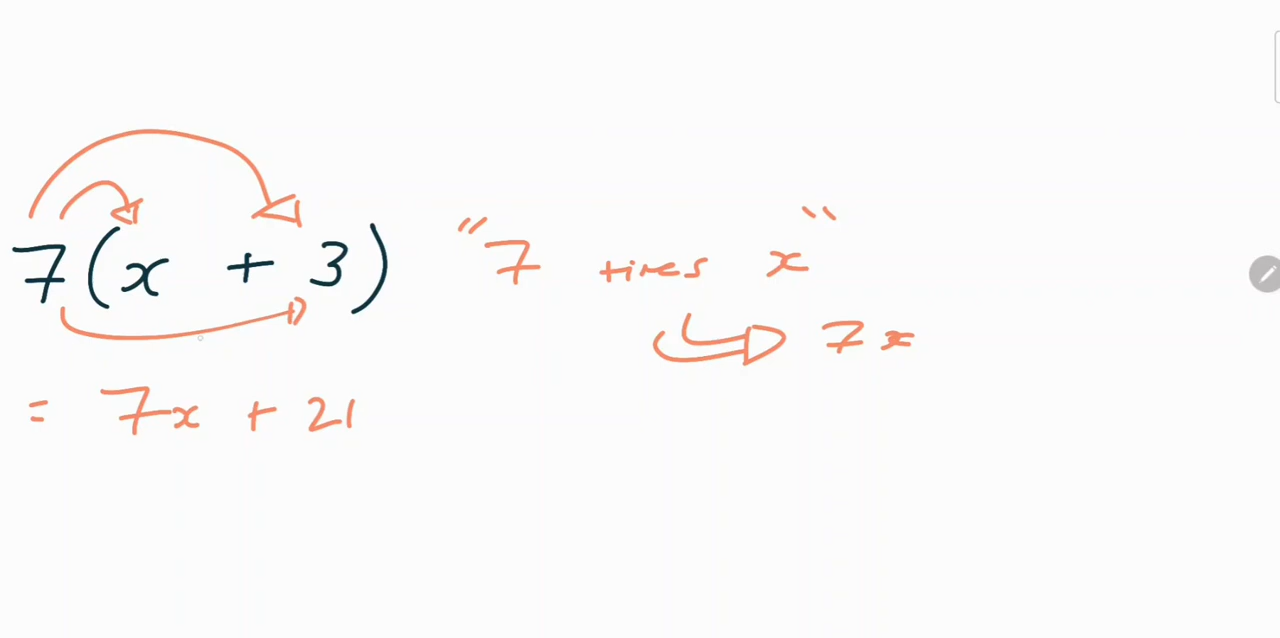 7(x + 3) "7 times x"
7x
= 7x + 21